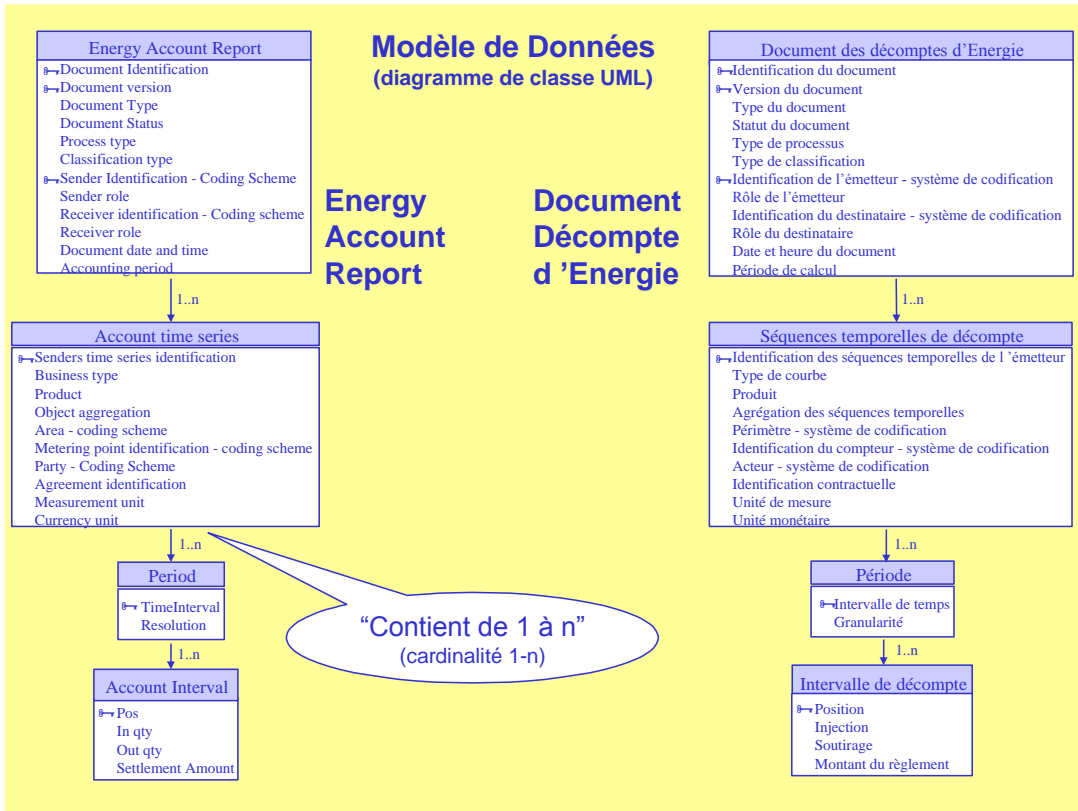 Modèle de Données
(diagramme de classe UML)
Energy Account Report
Document Identification
Document version
Document Type
Document Status
Process type
Classification type
Sender Identification - Coding Scheme
Sender role
Receiver identification - Coding scheme
Receiver role
Document date and time
Accounting period
1..n
Account time series
Senders time series identification
Business type
Product
Object aggregation
Area - coding scheme
Metering point identification - coding scheme
Party - Coding Scheme
Agreement identification
Measurement unit
Currency unit
1..n
Period
TimeInterval
Resolution
1..n
Account Interval
Pos
In qty
Out qty
Settlement Amount
Energy
Account
Report
Document
Décompte
d ’Energie
“Contient de 1 à n”
(cardinalité 1-n)
Document des décomptes d’Energie
Identification du document
Version du document
Type du document
Statut du document
Type de processus
Type de classification
Identification de l’émetteur - système de codification
Rôle de l’émetteur
Identification du destinataire - système de codification
Rôle du destinataire
Date et heure du document
Période de calcul
1..n
Séquences temporelles de décompte
Identification des séquences temporelles de l ’émetteur
Type de courbe
Produit
Agrégation des séquences temporelles
Périmètre - système de codification
Identification du compteur - système de codification
Acteur - système de codification
Identification contractuelle
Unité de mesure
Unité monétaire
1..n
Période
Intervalle de temps
Granularité
1..n
Intervalle de décompte
Position
Injection
Soutirage
Montant du règlement